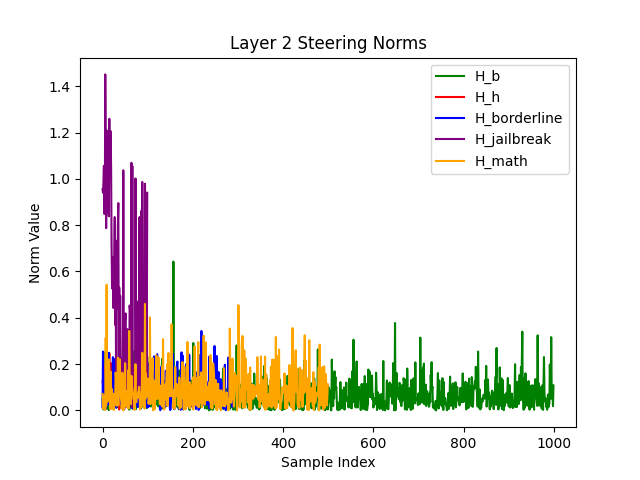 Layer 2 Steering Norms
Norm Value
1.4
1.2
1.0
0.8
0.6
0.4
0.2
0.0
H_b
H_h
H_borderline
H_jailbreak
H_math
0 200 400 600 800 1000
Sample Index